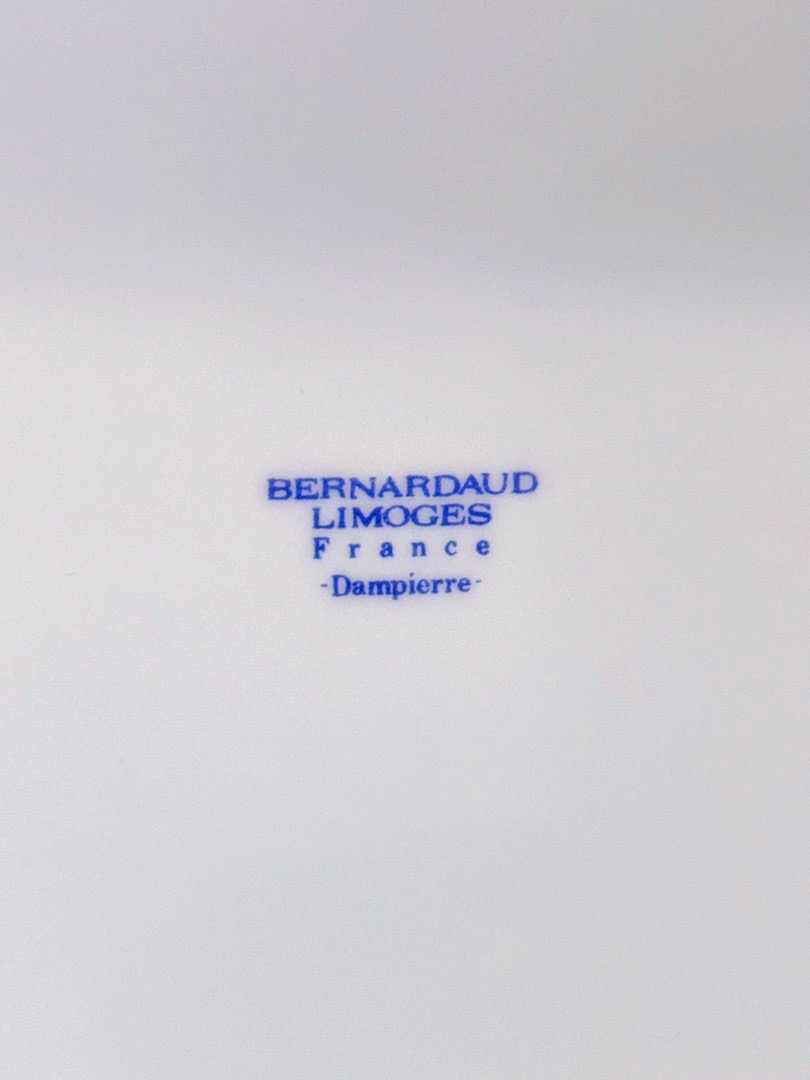 BERNARDAUD
LIMOGES
France
-Dampierre-